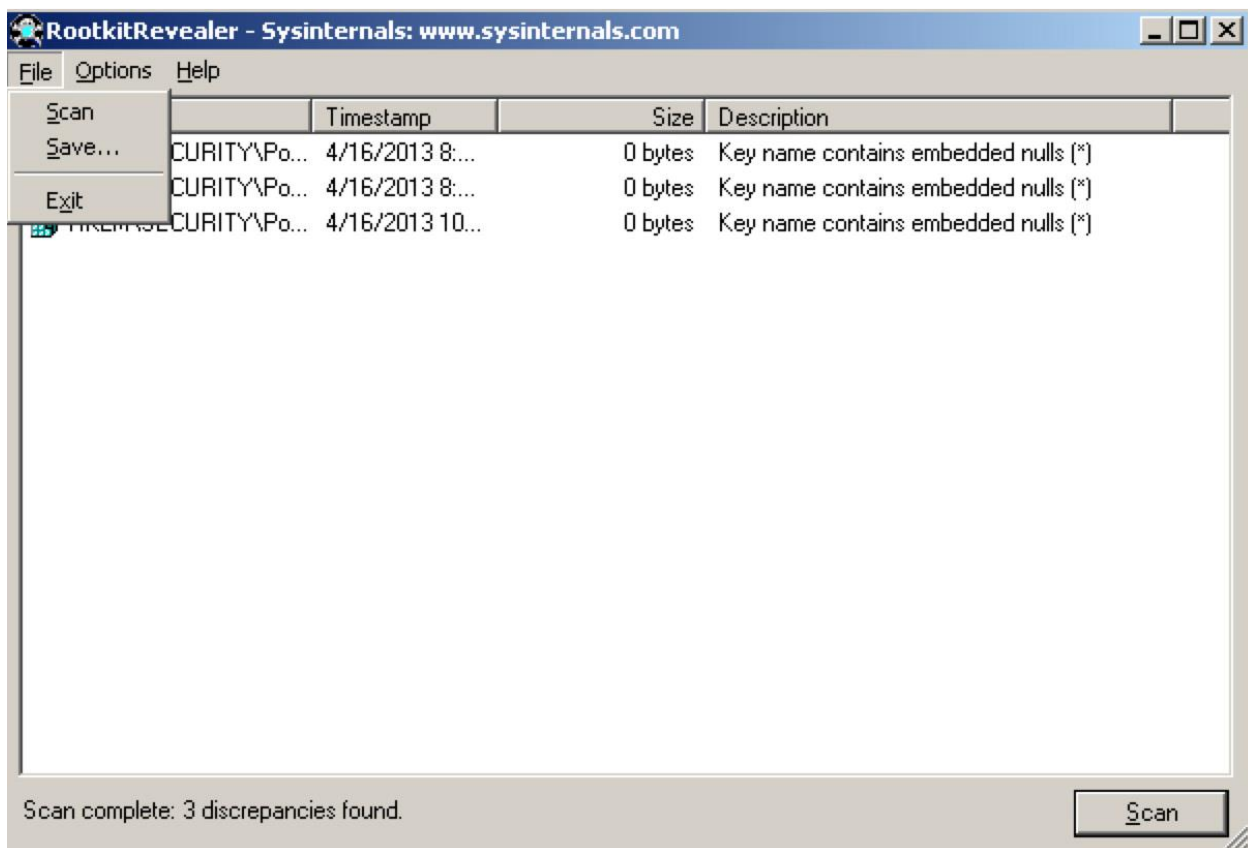 RootkitRevealer - Sysinternals: www.sysinternals.com
File Options Help
Scan
Save...
Exit
Timestamp Size Description
CURITY\Po... 4/16/2013 8:... 0 bytes Key name contains embedded nulls (*)
CURITY\Po... 4/16/2013 8:... 0 bytes Key name contains embedded nulls (*)
ECURITY\Po... 4/16/2013 10... 0 bytes Key name contains embedded nulls (*)
Scan complete: 3 discrepancies found.
Scan